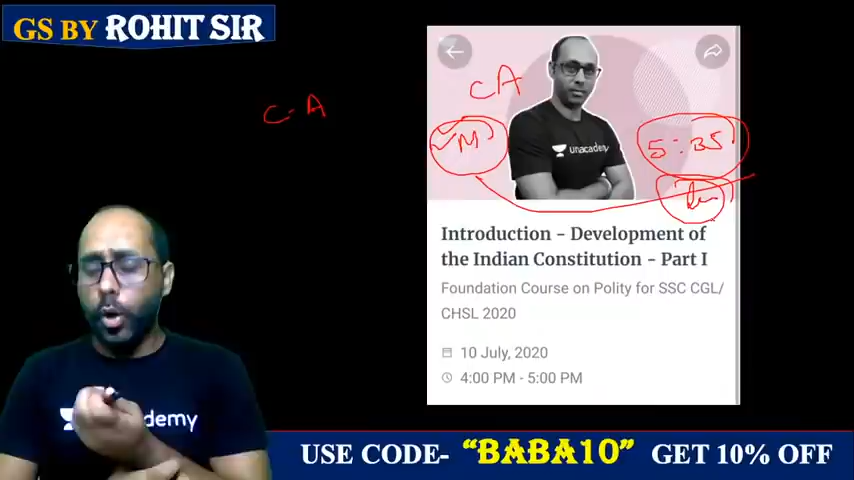 GS BY ROHIT SIR
C-A
CA
M
5:35
unacademy
Introduction - Development of
the Indian Constitution - Part I
Foundation Course on Polity for SSC CGL/
CHSL 2020
10 July, 2020
4:00 PM - 5:00 PM
demy
USE CODE- “BABA10” GET 10% OFF